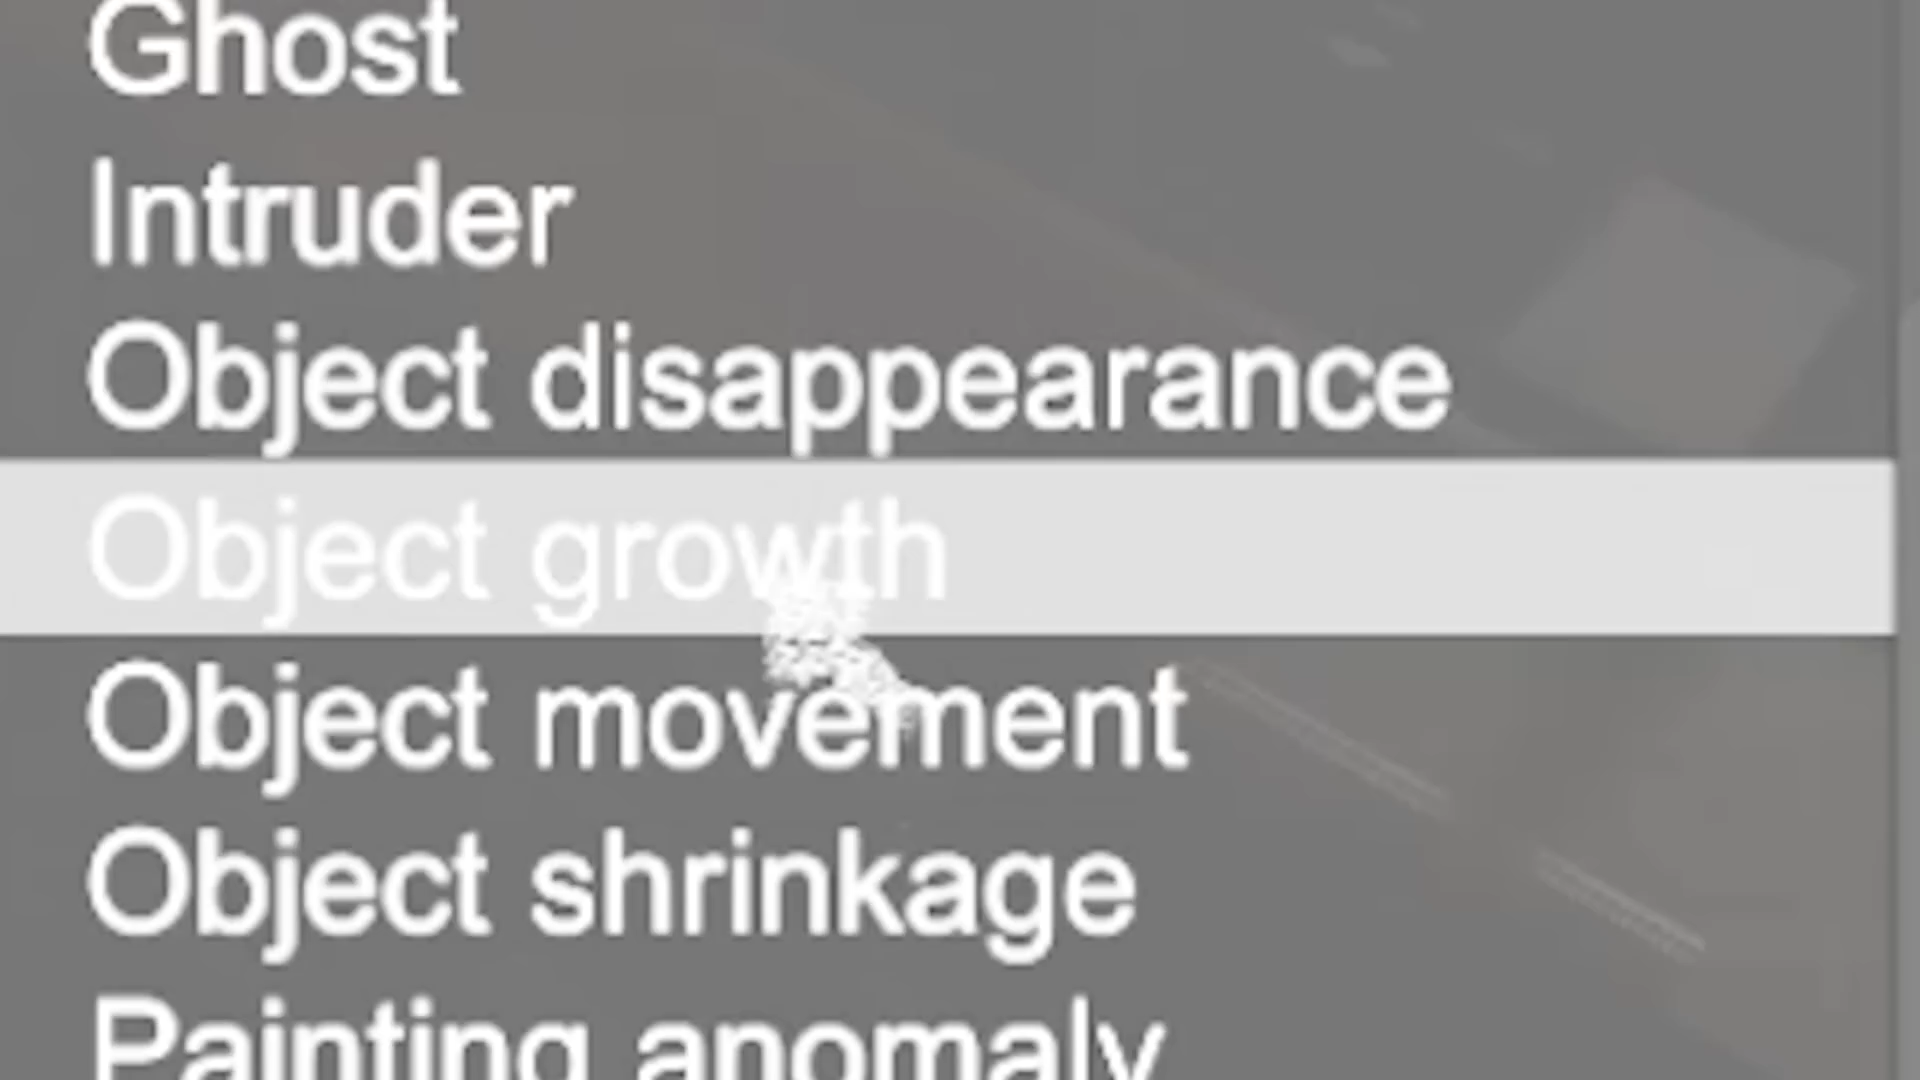 Ghost
Intruder
Object disappearance
Object growth
Object movement
Object shrinkage
Painting anomaly